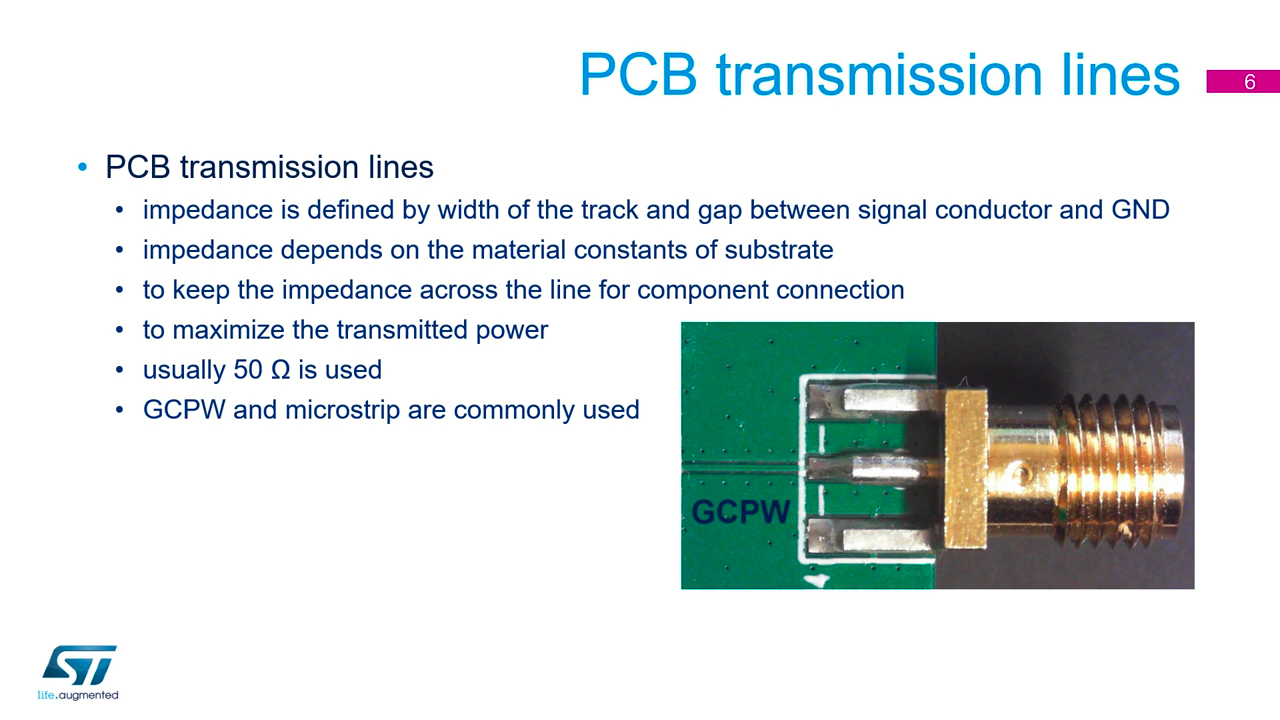 PCB transmission lines
6
• PCB transmission lines
• impedance is defined by width of the track and gap between signal conductor and GND
• impedance depends on the material constants of substrate
• to keep the impedance across the line for component connection
• to maximize the transmitted power
• usually 50 Ω is used
• GCPW and microstrip are commonly used
GCPW
ST
life.augmented